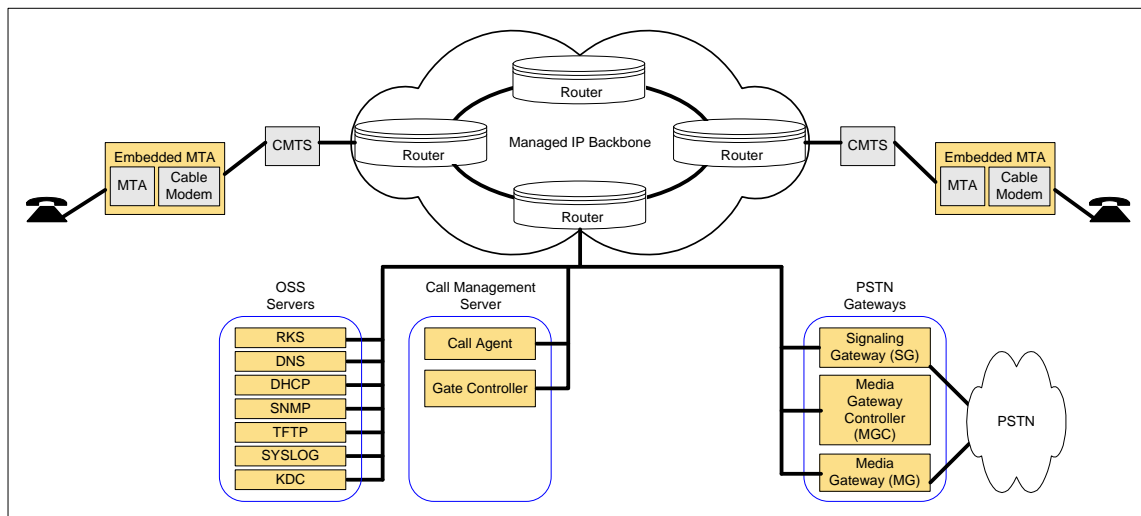 Router
Managed IP Backbone
Router
Router
Router
CMTS
CMTS
Embedded MTA
MTA
Cable
Modem
Embedded MTA
MTA
Cable
Modem
OSS
Servers
RKS
DNS
DHCP
SNMP
TFTP
SYSLOG
KDC
Call Management
Server
Call Agent
Gate Controller
PSTN
Gateways
Signaling
Gateway (SG)
Media
Gateway
Controller
(MGC)
Media
Gateway (MG)
PSTN